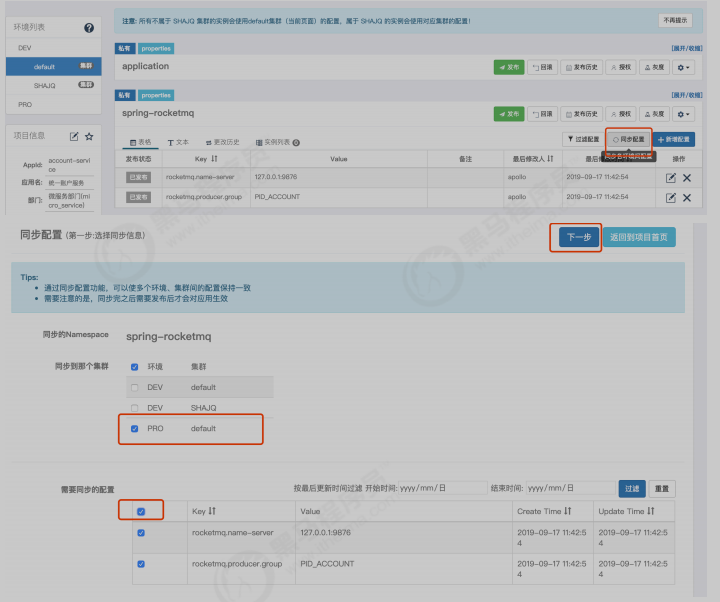 注意: 所有不属于 SHAJQ 集群的实例会使用default集群（当前页面）的配置，属于 SHAJQ 的实例会使用对应集群的配置！
不再提示
环境列表
DEV
default 集群
SHAJQ 集群
PRO
私有 properties
[展开/收缩]
application
发布 回滚 发布历史 授权 灰度
私有 properties
[展开/收缩]
spring-rocketmq
发布 回滚 发布历史 授权 灰度
项目信息
AppId: account-servi
ce
应用名: 统一账户服务
部门: 微服务部门(mi
cro_service)
表格 文本 更改历史 实例列表 0
过滤配置 同步配置 新增配置
同步各环境间配置
发布状态 Key Value 备注 最后修改人 最后 操作
已发布 rocketmq.name-server 127.0.0.1:9876 apollo 2019-09-17 11:42:54
已发布 rocketmq.producer.group PID_ACCOUNT apollo 2019-09-17 11:42:54
同步配置 (第一步:选择同步信息)
下一步 返回到项目首页
Tips:
通过同步配置功能，可以使多个环境、集群间的配置保持一致
需要注意的是，同步完之后需要发布后才会对应用生效
同步的Namespace spring-rocketmq
同步到那个集群 环境 集群
DEV default
DEV SHAJQ
PRO default
需要同步的配置
按最后更新时间过滤 开始时间: yyyy/mm/日 结束时间: yyyy/mm/日 过滤 重置
Key Value Create Time Update Time
rocketmq.name-server 127.0.0.1:9876 2019-09-17 11:42:5
4 2019-09-17 11:42:5
4
rocketmq.producer.group PID_ACCOUNT 2019-09-17 11:42:5
4 2019-09-17 11:42:5
4